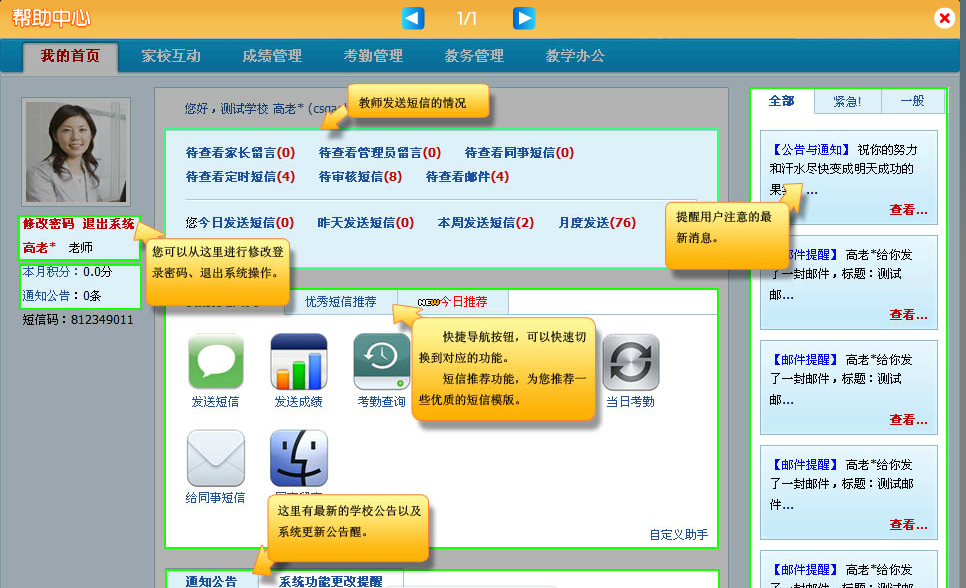 帮助中心
1/1
我的首页 家校互动 成绩管理 考勤管理 教务管理 教学办公
您好，测试学校 高老*
教师发送短信的情况
待查看家长留言(0) 待查看管理员留言(0) 待查看同事短信(0)
待查看定时短信(4) 待审核短信(8) 待查看邮件(4)
您今日发送短信(0) 昨天发送短信(0) 本周发送短信(2) 月度发送(76)
修改密码 退出系统
高老* 老师
本月积分：0.0分
通知公告：0条
短信码：812349011
您可以从这里进行修改登
录密码、退出系统操作。
优秀短信推荐 NEW今日推荐
快捷导航按钮，可以快速切
换到对应的功能。
短信推荐功能，为您推荐一
些优质的短信模版。
发送短信 发送成绩 考勤查询 当日考勤
给同事短信
这里有最新的学校公告以及
系统更新公告醒。
自定义助手
通知公告 系统功能更改提醒
全部 紧急! 一般
【公告与通知】 祝你的努力
和汗水尽快变成明天成功的
果 ...
查看...
提醒用户注意的最
新消息。
邮件提醒】 高老*给你发
了一封邮件，标题：测试
邮...
查看...
【邮件提醒】 高老*给你发
了一封邮件，标题：测试
邮...
查看...
【邮件提醒】 高老*给你发
了一封邮件，标题：测试邮
件...
查看...
【邮件提醒】 高老*给你发